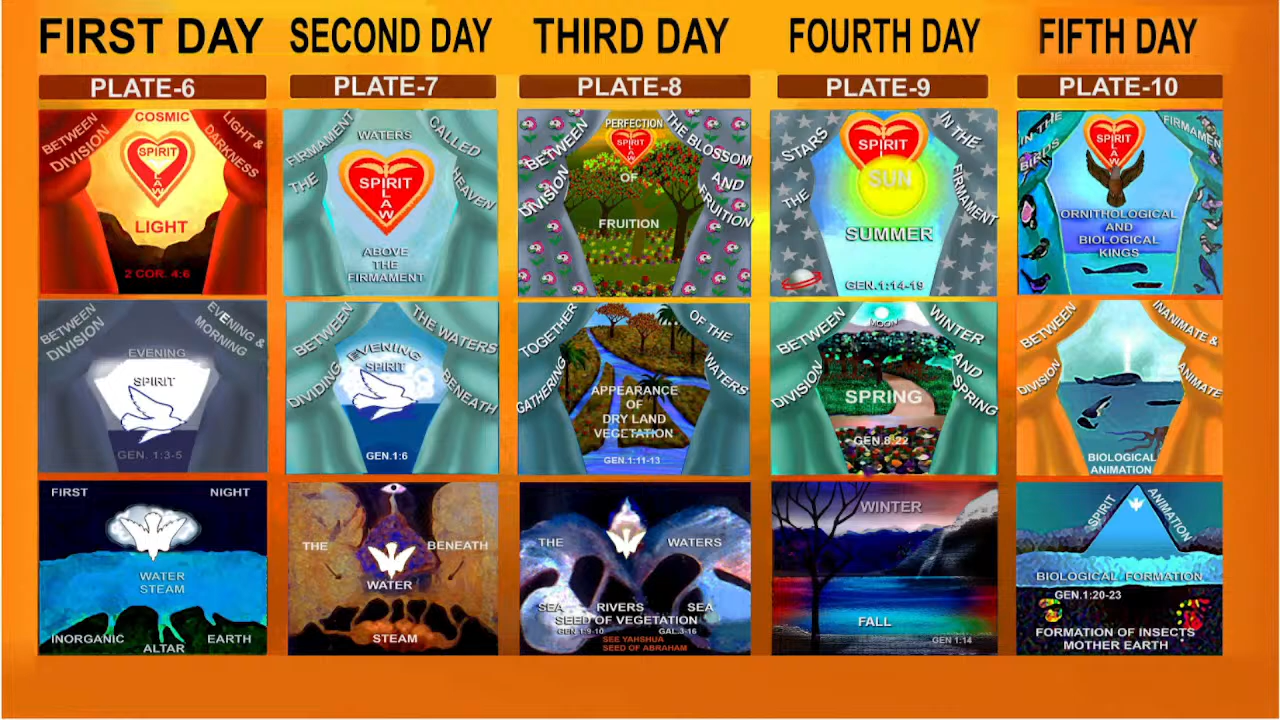 FIRST DAY
SECOND DAY
THIRD DAY
FOURTH DAY
FIFTH DAY
PLATE-6
PLATE-7
PLATE-8
PLATE-9
PLATE-10
DIVISION BETWEEN
COSMIC
LIGHT & DARKNESS
SPIRIT
LAW
LIGHT
2 COR. 4:6
THE FIRMAMENT
WATERS
CALLED HEAVEN
SPIRIT
LAW
ABOVE
THE
FIRMAMENT
DIVISION BETWEEN
PERFECTION
THE BLOSSOM AND FRUITION
SPIRIT
LAW
OF
FRUITION
THE STARS
IN THE FIRMAMENT
SPIRIT
SUN
SUMMER
GEN.1:14-19
BIRDS IN THE
FIRMAMEN
SPIRIT
LAW
ORNITHOLOGICAL
AND
BIOLOGICAL
KINGS
DIVISION BETWEEN
EVENING & MORNING
EVENING
SPIRIT
GEN. 1:3-5
DIVIDING BETWEEN
THE WATERS BENEATH
EVENING
SPIRIT
GEN.1:6
GATHERING TOGETHER
OF THE WATERS
APPEARANCE
OF
DRY LAND
VEGETATION
GEN.1:11-13
DIVISION BETWEEN
MOON
WINTER AND SPRING
SPRING
GEN.8:22
DIVISION BETWEEN
INANIMATE & ANIMATE
BIOLOGICAL
ANIMATION
FIRST NIGHT
WATER
STEAM
INORGANIC EARTH
ALTAR
THE BENEATH
WATER
STEAM
THE WATERS
SEA RIVERS SEA
SEED OF VEGETATION
GEN 1:9-10 GAL.3-16
SEE YAHSHUA
SEED OF ABRAHAM
WINTER
FALL
GEN 1:14
SPIRIT ANIMATION
BIOLOGICAL FORMATION
GEN.1:20-23
FORMATION OF INSECTS
MOTHER EARTH